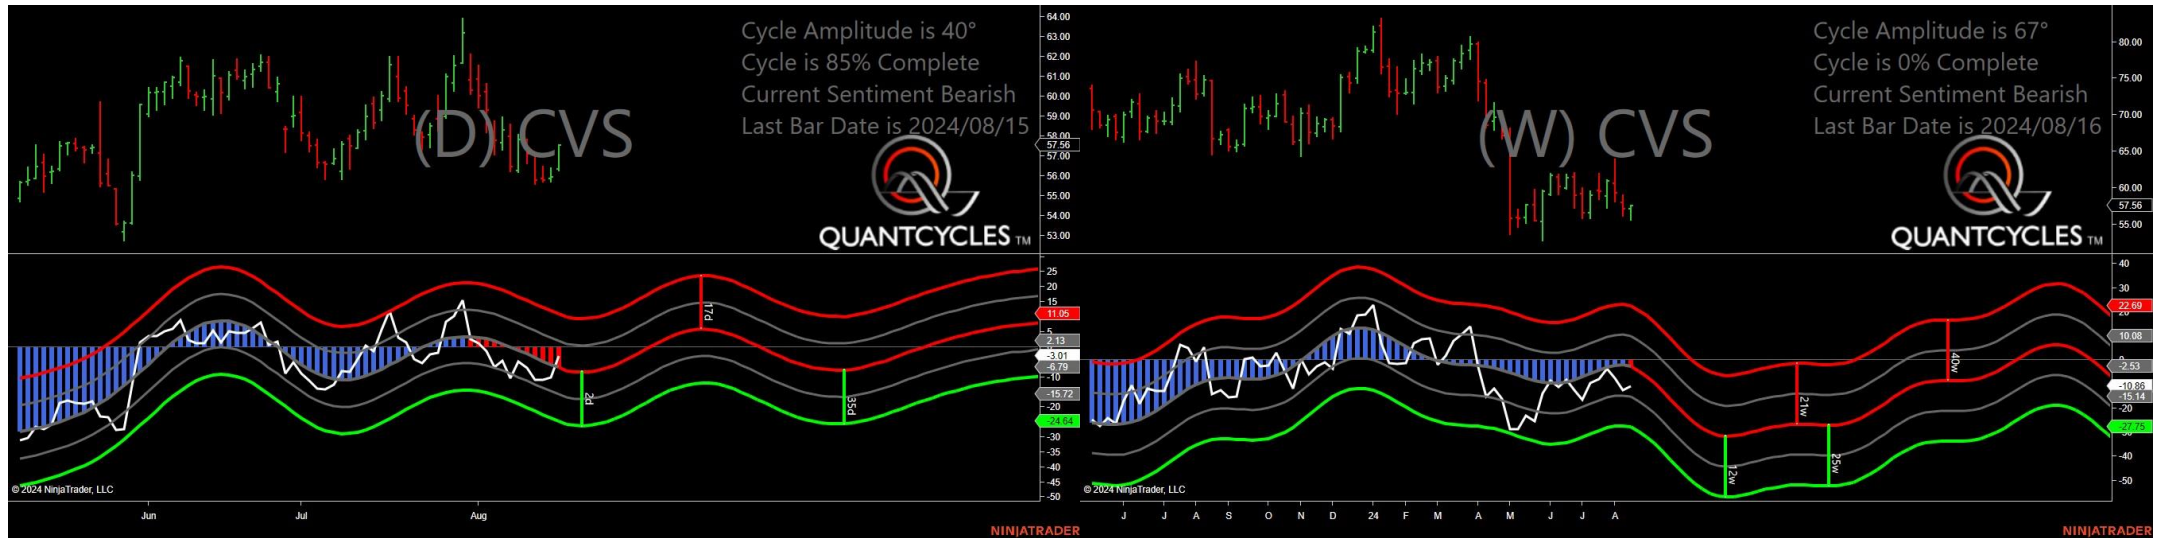 Cycle Amplitude is 40°
Cycle is 85% Complete
Current Sentiment Bearish
Last Bar Date is 2024/08/15
(D) CVS
QUANTCYCLES TM
64.00
63.00
62.00
61.00
60.00
59.00
58.00
57.56
57.00
56.00
55.00
54.00
53.00
25
20
15
11.05
5
2.13
-3.01
-6.79
-10
-15.72
-20
-24.64
-30
-35
-40
-45
-50
17d
2d
35d
© 2024 NinjaTrader, LLC
Jun Jul Aug
NINJATRADER
Cycle Amplitude is 67°
Cycle is 0% Complete
Current Sentiment Bearish
Last Bar Date is 2024/08/16
(W) CVS
QUANTCYCLES TM
80.00
75.00
70.00
65.00
60.00
57.56
55.00
40
30
22.69
20
10.08
-2.53
-10.86
-15.14
-20
-27.75
-40
-50
12w
21w
25w
40w
© 2024 NinjaTrader, LLC
J J A S O N D 24 F M A M J J A
NINJATRADER